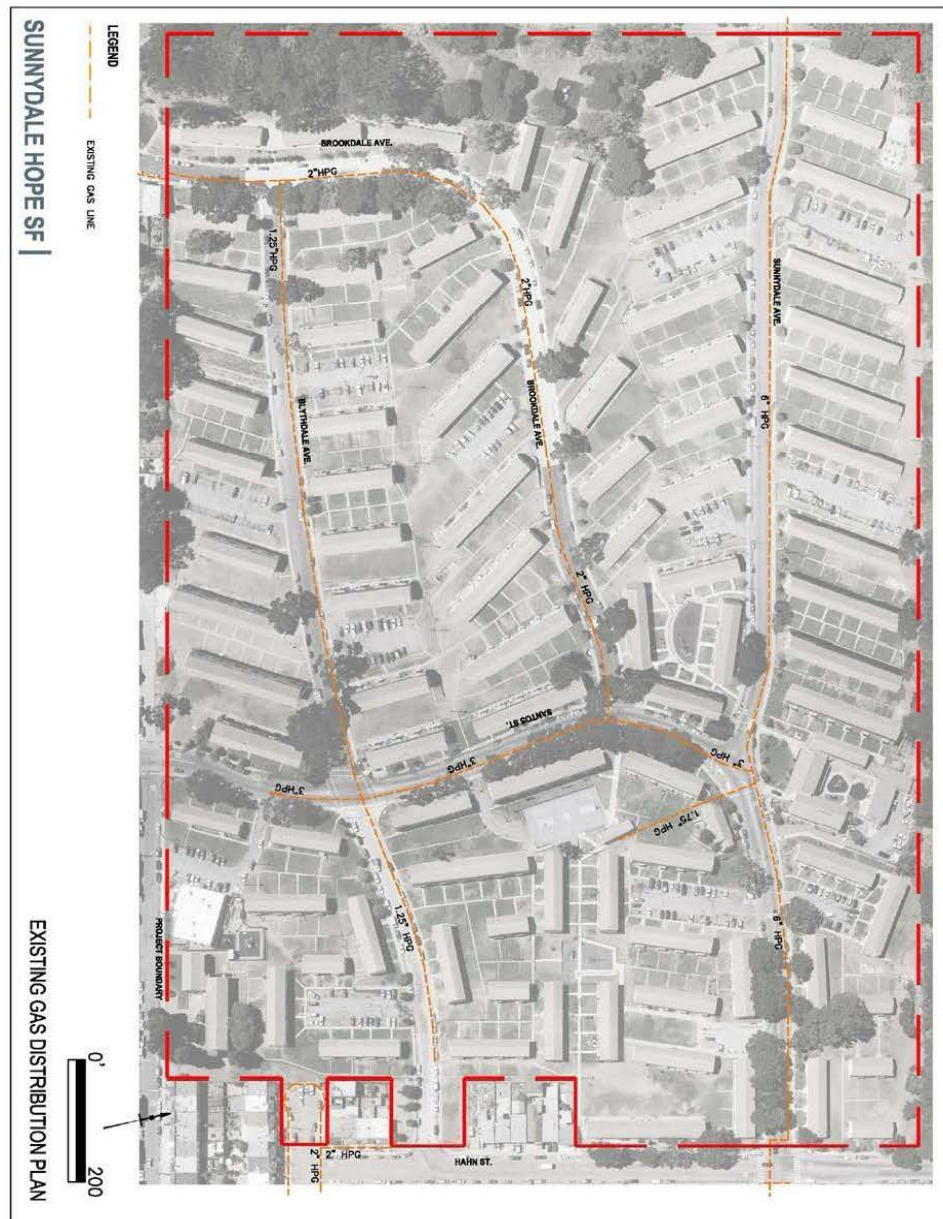 SUNNYDALE HOPE SF |
LEGEND
EXISTING GAS LINE
BROOKDALE AVE.
2" HPG
1.25" HPG
2" HPG
SUNNYDALE AVE.
BLYTHDALE AVE.
BROOKDALE AVE.
6" HPG
2" HPG
SANTOS ST.
3" HPG
3" HPG
3" HPG
1.75" HPG
1.25" HPG
6" HPG
PROJECT BOUNDARY
2" HPG
2" HPG
HAHN ST.
EXISTING GAS DISTRIBUTION PLAN
0'
200